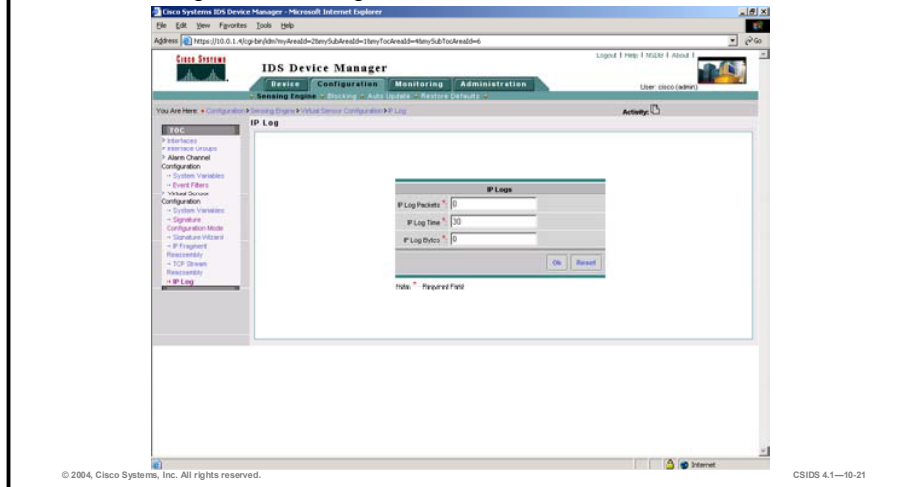 Cisco Systems IDS Device Manager - Microsoft Internet Explorer
File Edit View Favorites Tools Help
Address https://10.0.1.4/cgi-bin/idm?myAreaId=2&mySubAreaId=1&myTocAreaId=4&mySubTocAreaId=6 Go
Cisco Systems
Logout | Help | NSDB | About |
IDS Device Manager
Device Configuration Monitoring Administration
User: cisco (admin)
Sensing Engine Blocking Auto Update Restore Defaults
You Are Here: Configuration Sensing Engine Virtual Sensor Configuration IP Log
Activity:
TOC
IP Log
Interfaces
Interface Groups
Alarm Channel
Configuration
System Variables
Event Filters
Virtual Sensor
Configuration
System Variables
Signature
Configuration Mode
Signature Wizard
IP Fragment
Reassembly
TCP Stream
Reassembly
IP Log
IP Logs
IP Log Packets *: 0
IP Log Time *: 30
IP Log Bytes *: 0
Ok Reset
Note: * Required Field
Internet
© 2004, Cisco Systems, Inc. All rights reserved.
CSIDS 4.1—10-21